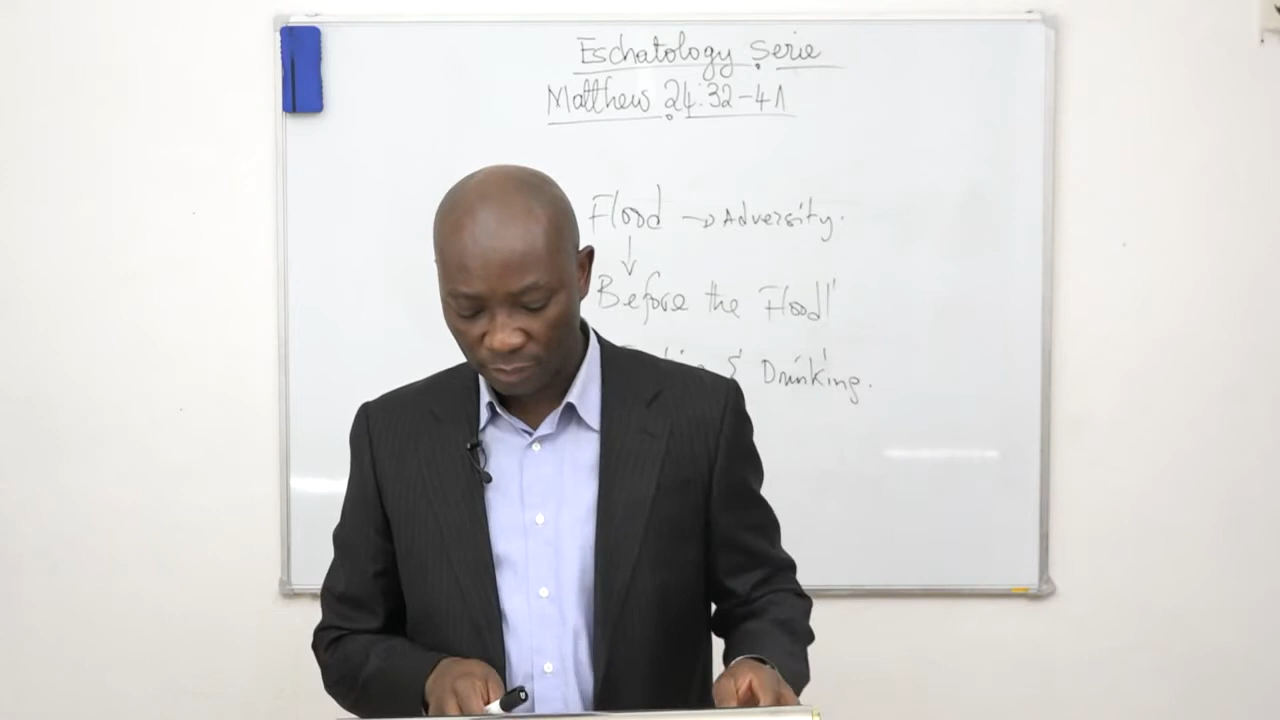 Eschatology Serie
Matthew 24:32-41
Flood → Adversity.
↓
Before the Flood!
& Drinking.